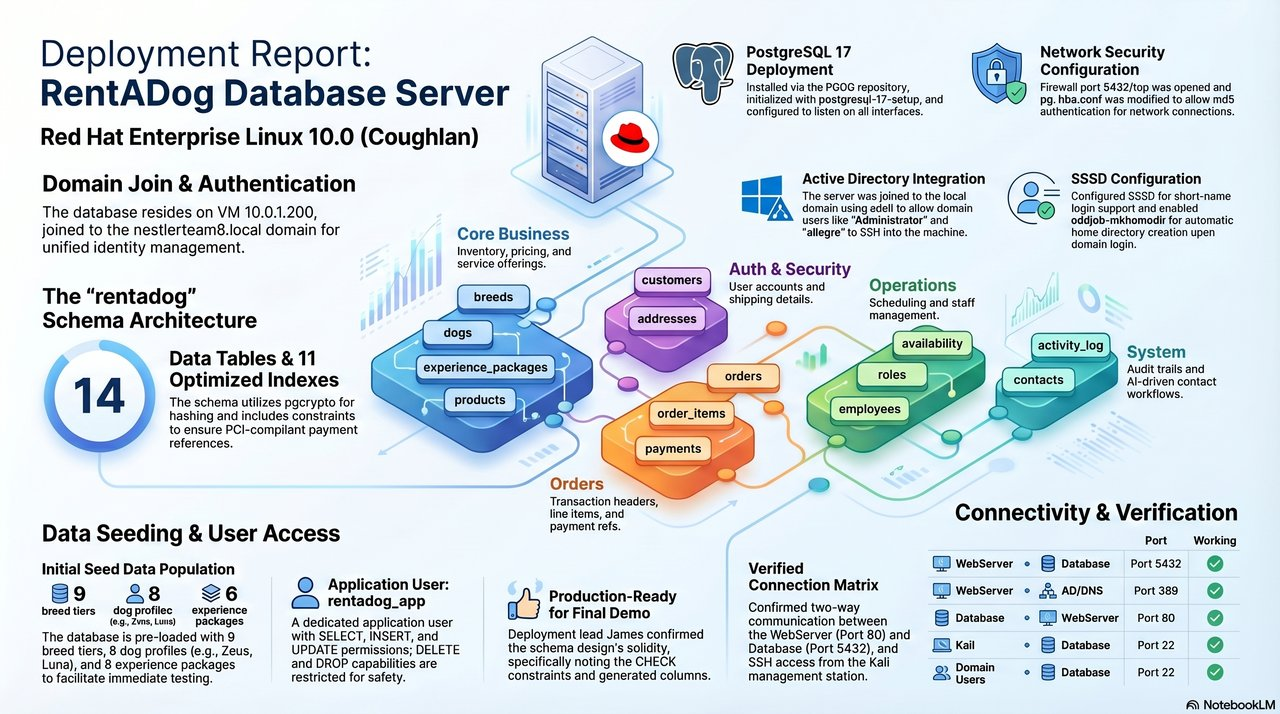 Deployment Report:
RentADog Database Server
Red Hat Enterprise Linux 10.0 (Coughlan)
Domain Join & Authentication
The database resides on VM 10.0.1.200,
joined to the nestlerteam8.local domain for
unified identity management.
The “rentadog”
Schema Architecture
14
Data Tables & 11
Optimized Indexes
The schema utilizes pgcrypto for
hashing and includes constraints
to ensure PCI-compilant payment
references.
PostgreSQL 17
Deployment
Installed via the PGOG repository,
initialized with postgresql-17-setup, and
configured to listen on all interfaces.
Network Security
Configuration
Firewall port 5432/top was opened and
pg. hba.conf was modified to allow md5
authentication for network connections.
Active Directory Integration
The server was joined to the local
domain using adell to allow domain
users like "Administrator" and
"allegre" to SSH into the machine.
SSSD Configuration
Configured SSSD for short-name
login support and enabled
oddjob-mkhomodir for automatic
home directory creation upen
domain login.
Core Business
Inventory, pricing, and
service offerings.
breeds
dogs
experience_packages
products
Auth & Security
User accounts and
shipping details.
customers
addresses
Orders
Transaction headers,
line items, and
payment refs.
orders
order_items
payments
Operations
Scheduling and staff
management.
availability
roles
employees
System
Audit trails and
AI-driven contact
workflows.
activity_log
contacts
Data Seeding & User Access
Initial Seed Data Population
9
breed tiers
8
dog profilec
(e.g., Zvns, Luns)
6
experience
packages
The database is pre-loaded with 9
breed tiers, 8 dog profiles (e.g., Zeus,
Luna), and 8 experience packages
to facilitate immediate testing.
Application User:
rentadog_app
A dedicated application user
with SELECT, INSERT, and
UPDATE permissions; DELETE
and DROP capabilities are
restricted for safety.
Production-Ready
for Final Demo
Deployment lead James confirmed
the schema design's solidity,
specifically noting the CHECK
constraints and generated columns.
Verified
Connection Matrix
Confirmed two-way
communication between
the WebServer (Port 80) and
Database (Port 5432), and
SSH access from the Kali
management station.
Connectivity & Verification
Port Working
WebServer • Database Port 5432
WebServer • AD/DNS Port 389
Database • WebServer Port 80
Kail • Database Port 22
Domain Users • Database Port 22
NotebookLM